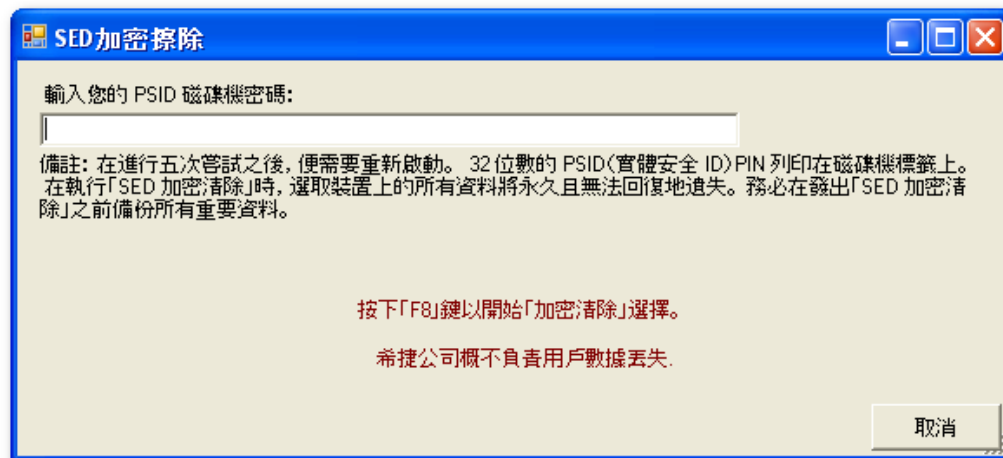 SED加密擦除
輸入您的 PSID 磁碟機密碼:
備註: 在進行五次嘗試之後, 便需要重新啟動。 32 位數的 PSID(實體安全 ID)PIN 列印在磁碟機標籤上。
在執行「SED 加密清除」時, 選取裝置上的所有資料將永久且無法回復地遺失。務必在發出「SED 加密清
除」之前備份所有重要資料。
按下「F8」鍵以開始「加密清除」選擇。
希捷公司概不負責用戶數據丟失.
取消